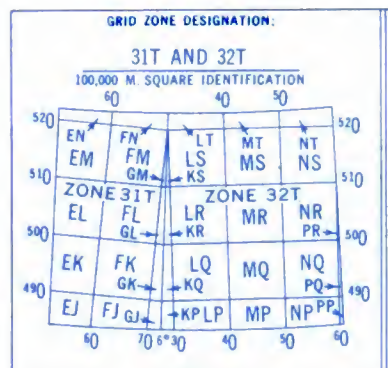 GRID ZONE DESIGNATION:
31T AND 32T
100,000 M. SQUARE IDENTIFICATION
60 40 50
520 520
EN FN LT MT NT
EM FM LS MS NS
GM KS
510 510
ZONE 31T ZONE 32T
EL FL LR MR NR
GL KR PR
500 500
EK FK LQ MQ NQ
GK KQ PQ
490 490
EJ FJ GJ KP LP MP NP PP
60 70 6° 30 40 50 60